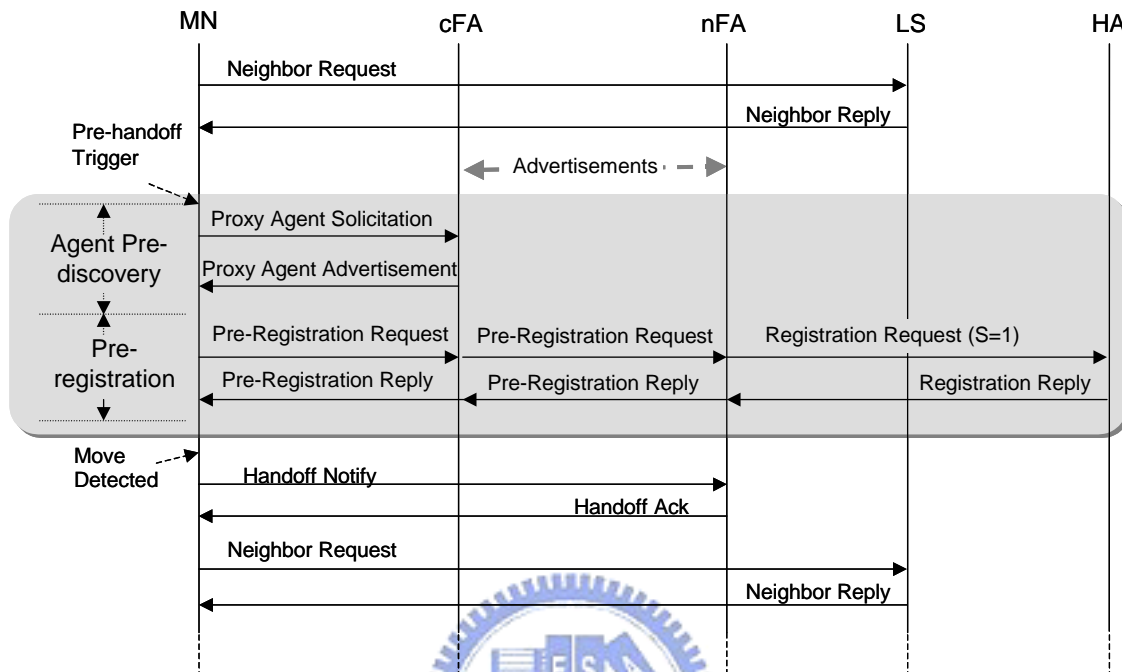 MN cFA nFA LS HA
Neighbor Request
Neighbor Reply
Pre-handoff
Trigger
Advertisements
Proxy Agent Solicitation
Agent Pre-
discovery
Proxy Agent Advertisement
Pre-Registration Request Pre-Registration Request Registration Request (S=1)
Pre-
registration
Pre-Registration Reply Pre-Registration Reply Registration Reply
Move
Detected
Handoff Notify
Handoff Ack
Neighbor Request
Neighbor Reply